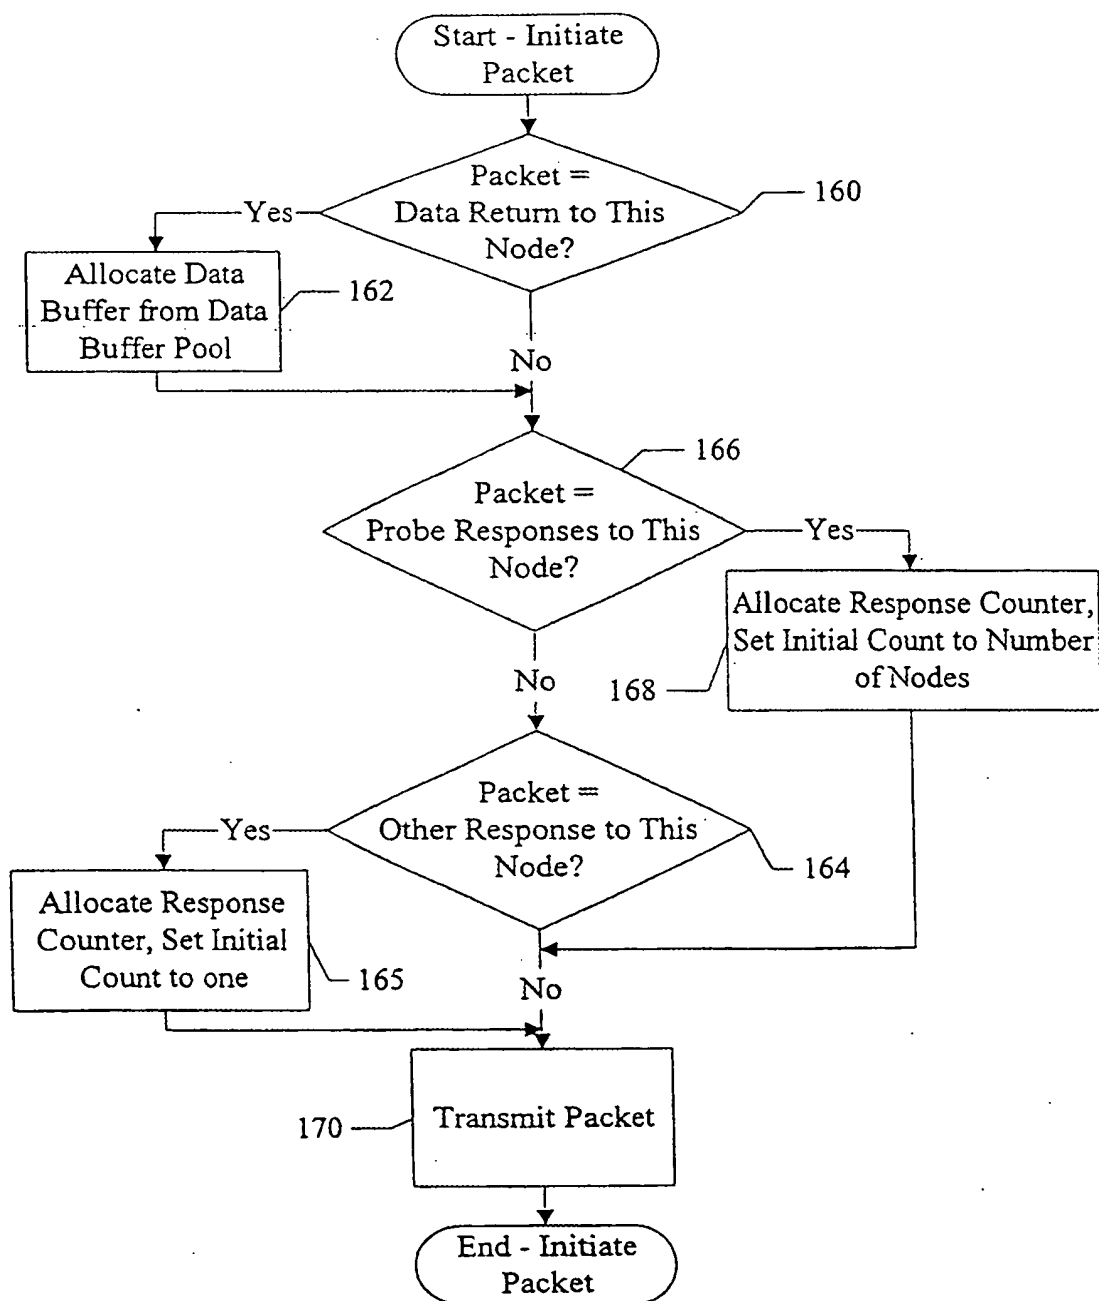 Start - Initiate
Packet
Packet =
Data Return to This
Node?
160
Yes
Allocate Data
Buffer from Data
Buffer Pool
162
No
166
Packet =
Probe Responses to This
Node?
Yes
Allocate Response Counter,
Set Initial Count to Number
of Nodes
168
No
Packet =
Other Response to This
Node?
Yes
164
Allocate Response
Counter, Set Initial
Count to one
165
No
Transmit Packet
170
End - Initiate
Packet